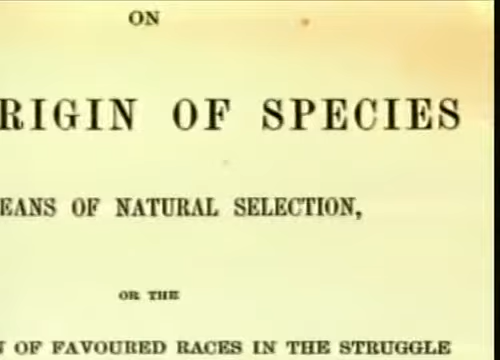 ON
RIGIN OF SPECIES
EANS OF NATURAL SELECTION,
OR THE
N OF FAVOURED RACES IN THE STRUGGLE